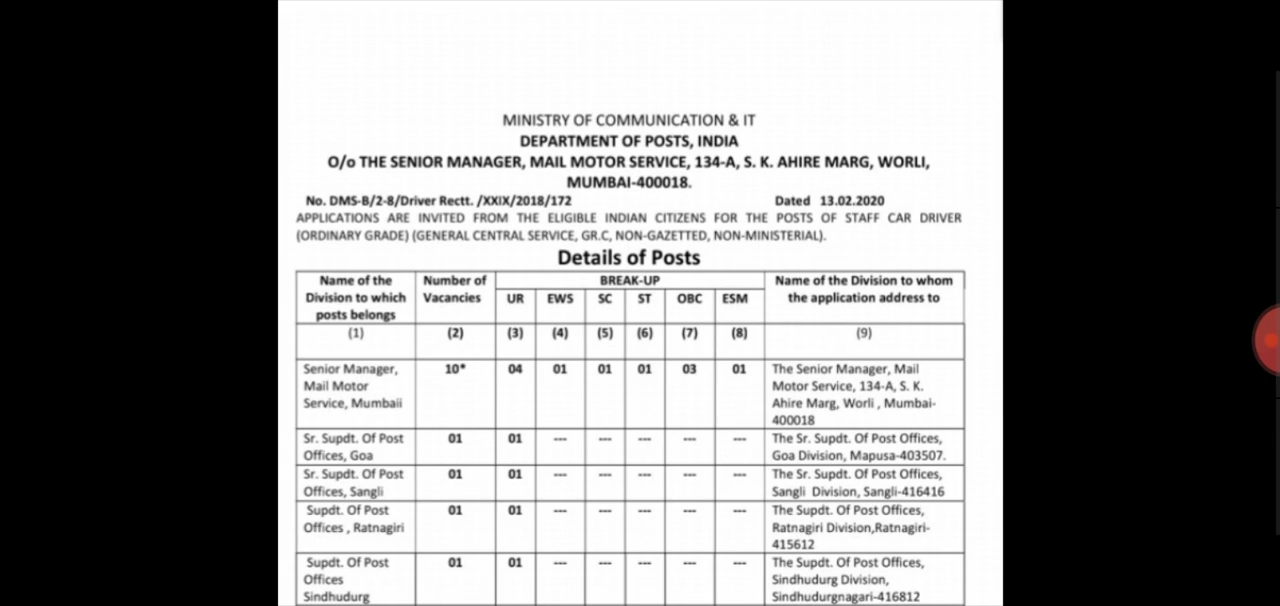 MINISTRY OF COMMUNICATION & IT
DEPARTMENT OF POSTS, INDIA
O/o THE SENIOR MANAGER, MAIL MOTOR SERVICE, 134-A, S. K. AHIRE MARG, WORLI,
MUMBAI-400018.
No. DMS-B/2-8/Driver Rectt. /XXIX/2018/172 Dated 13.02.2020
APPLICATIONS ARE INVITED FROM THE ELIGIBLE INDIAN CITIZENS FOR THE POSTS OF STAFF CAR DRIVER
(ORDINARY GRADE) (GENERAL CENTRAL SERVICE, GR.C, NON-GAZETTED, NON-MINISTERIAL).
Details of Posts
Name of the Number of BREAK-UP Name of the Division to whom
Division to which Vacancies UR EWS SC ST OBC ESM the application address to
posts belongs
(1) (2) (3) (4) (5) (6) (7) (8) (9)
Senior Manager, 10* 04 01 01 01 03 01 The Senior Manager, Mail
Mail Motor Motor Service, 134-A, S. K.
Service, Mumbaii Ahire Marg, Worli , Mumbai-
400018
Sr. Supdt. Of Post 01 01 --- --- --- --- --- The Sr. Supdt. Of Post Offices,
Offices, Goa Goa Division, Mapusa-403507.
Sr. Supdt. Of Post 01 01 --- --- --- --- --- The Sr. Supdt. Of Post Offices,
Offices, Sangli Sangli Division, Sangli-416416
Supdt. Of Post 01 01 --- --- --- --- --- The Supdt. Of Post Offices,
Offices , Ratnagiri Ratnagiri Division,Ratnagiri-
415612
Supdt. Of Post 01 01 --- --- --- --- --- The Supdt. Of Post Offices,
Offices Sindhudurg Division,
Sindhudurg Sindhudurgnagari-416812